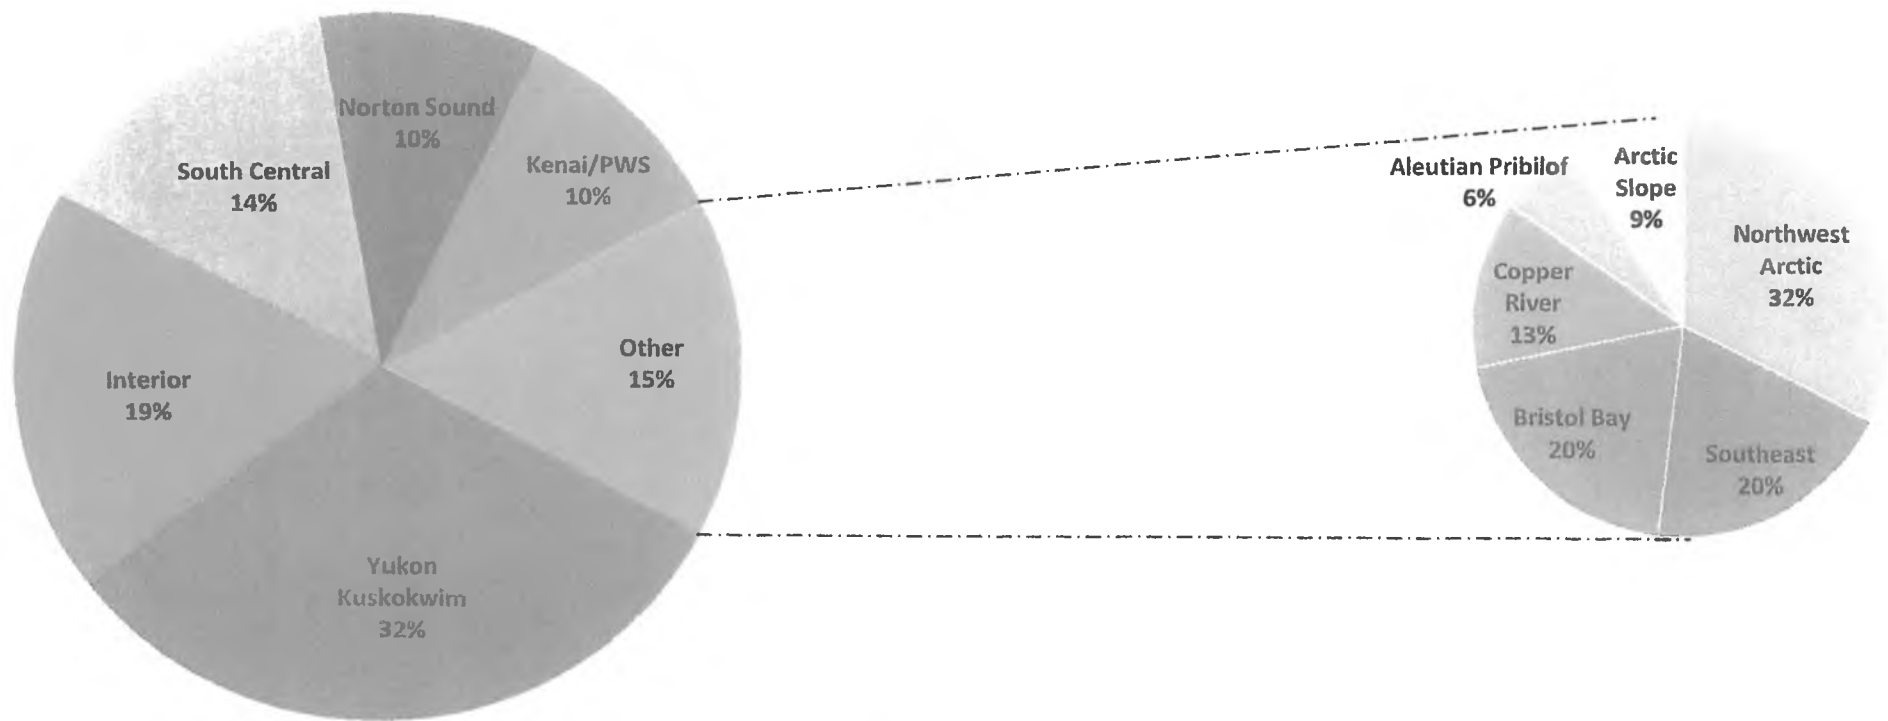 Norton Sound
10%
Kenai/PWS
10%
South Central
14%
Other
15%
Interior
19%
Yukon
Kuskokwim
32%
Aleutian Pribilof
6%
Arctic
Slope
9%
Northwest
Arctic
32%
Copper
River
13%
Bristol Bay
20%
Southeast
20%